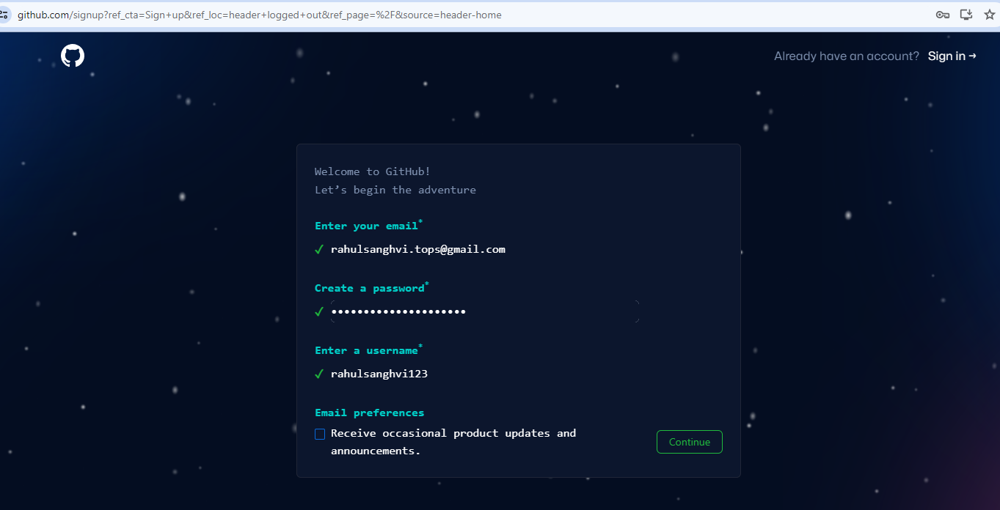 github.com/signup?ref_cta=Sign+up&ref_loc=header+logged+out&ref_page=%2F&source=header-home
Already have an account? Sign in →
Welcome to GitHub!
Let’s begin the adventure
Enter your email*
✓ rahulsanghvi.tops@gmail.com
Create a password*
✓ •••••••••••••••••••••
Enter a username*
✓ rahulsanghvi123
Email preferences
Receive occasional product updates and
announcements.
Continue